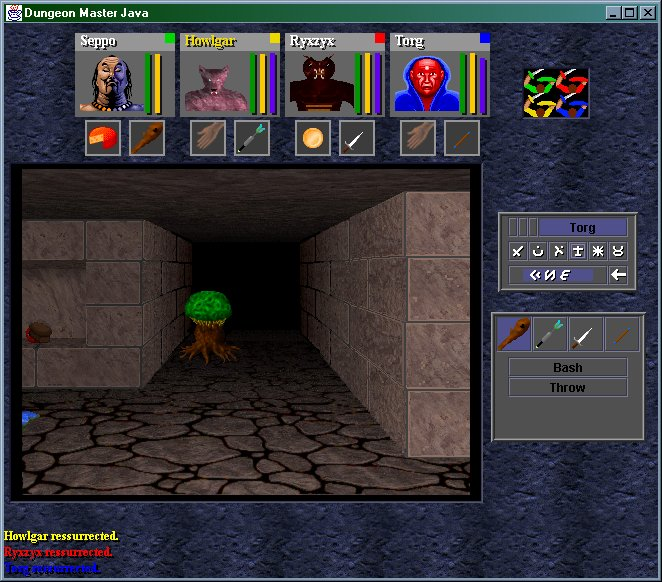 Dungeon Master Java
Seppo Howlgar Ryxzyx Torg
Torg
Bash
Throw
Howlgar ressurrected.
Ryxzyx ressurrected.
Torg ressurrected.